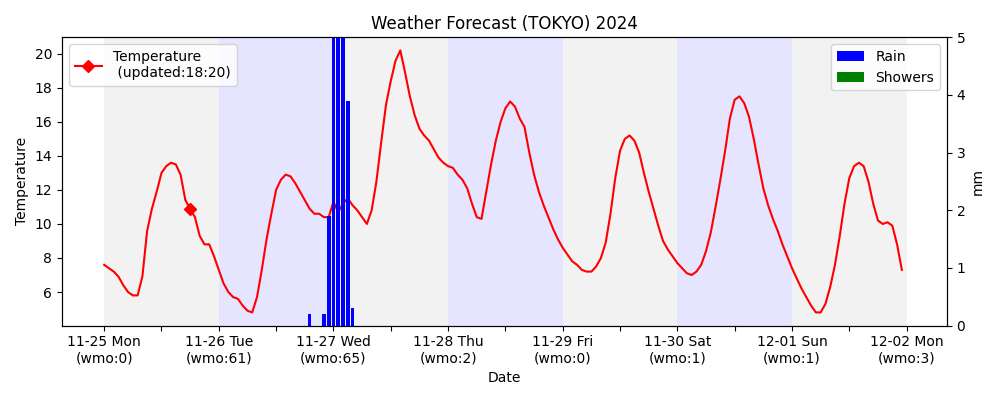 Weather Forecast (TOKYO) 2024
Temperature
(updated:18:20)
Rain
Showers
20
18
16
14
12
10
8
6
Temperature
5
4
3
2
1
0
mm
11-25 Mon
(wmo:0)
11-26 Tue
(wmo:61)
11-27 Wed
(wmo:65)
11-28 Thu
(wmo:2)
11-29 Fri
(wmo:0)
11-30 Sat
(wmo:1)
12-01 Sun
(wmo:1)
12-02 Mon
(wmo:3)
Date